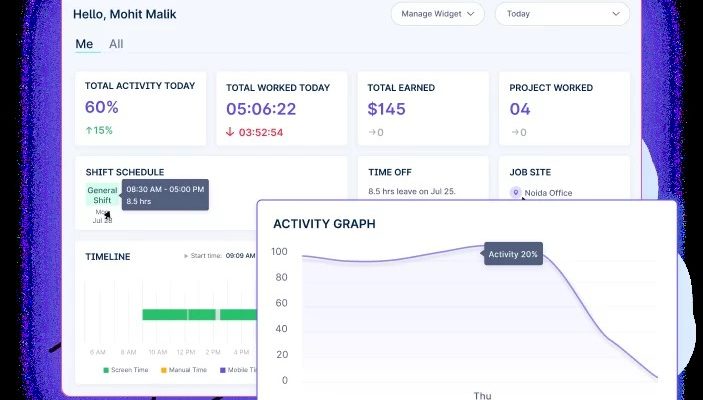 Hello, Mohit Malik
Manage Widget
Today
Me All
TOTAL ACTIVITY TODAY
60%
↑15%
TOTAL WORKED TODAY
05:06:22
↓ 03:52:54
TOTAL EARNED
$145
→0
PROJECT WORKED
04
→0
SHIFT SCHEDULE
General
Shift
08:30 AM - 05:00 PM
8.5 hrs
Jul 28
TIME OFF
8.5 hrs leave on Jul 25.
JOB SITE
Noida Office
TIMELINE
Start time: 09:09 AM
6 AM 8 AM 10 AM 12 PM 2 PM 4 PM
Screen Time Manual Time Mobile
ACTIVITY GRAPH
100
80
60
40
20
0
Activity 20%
Thu